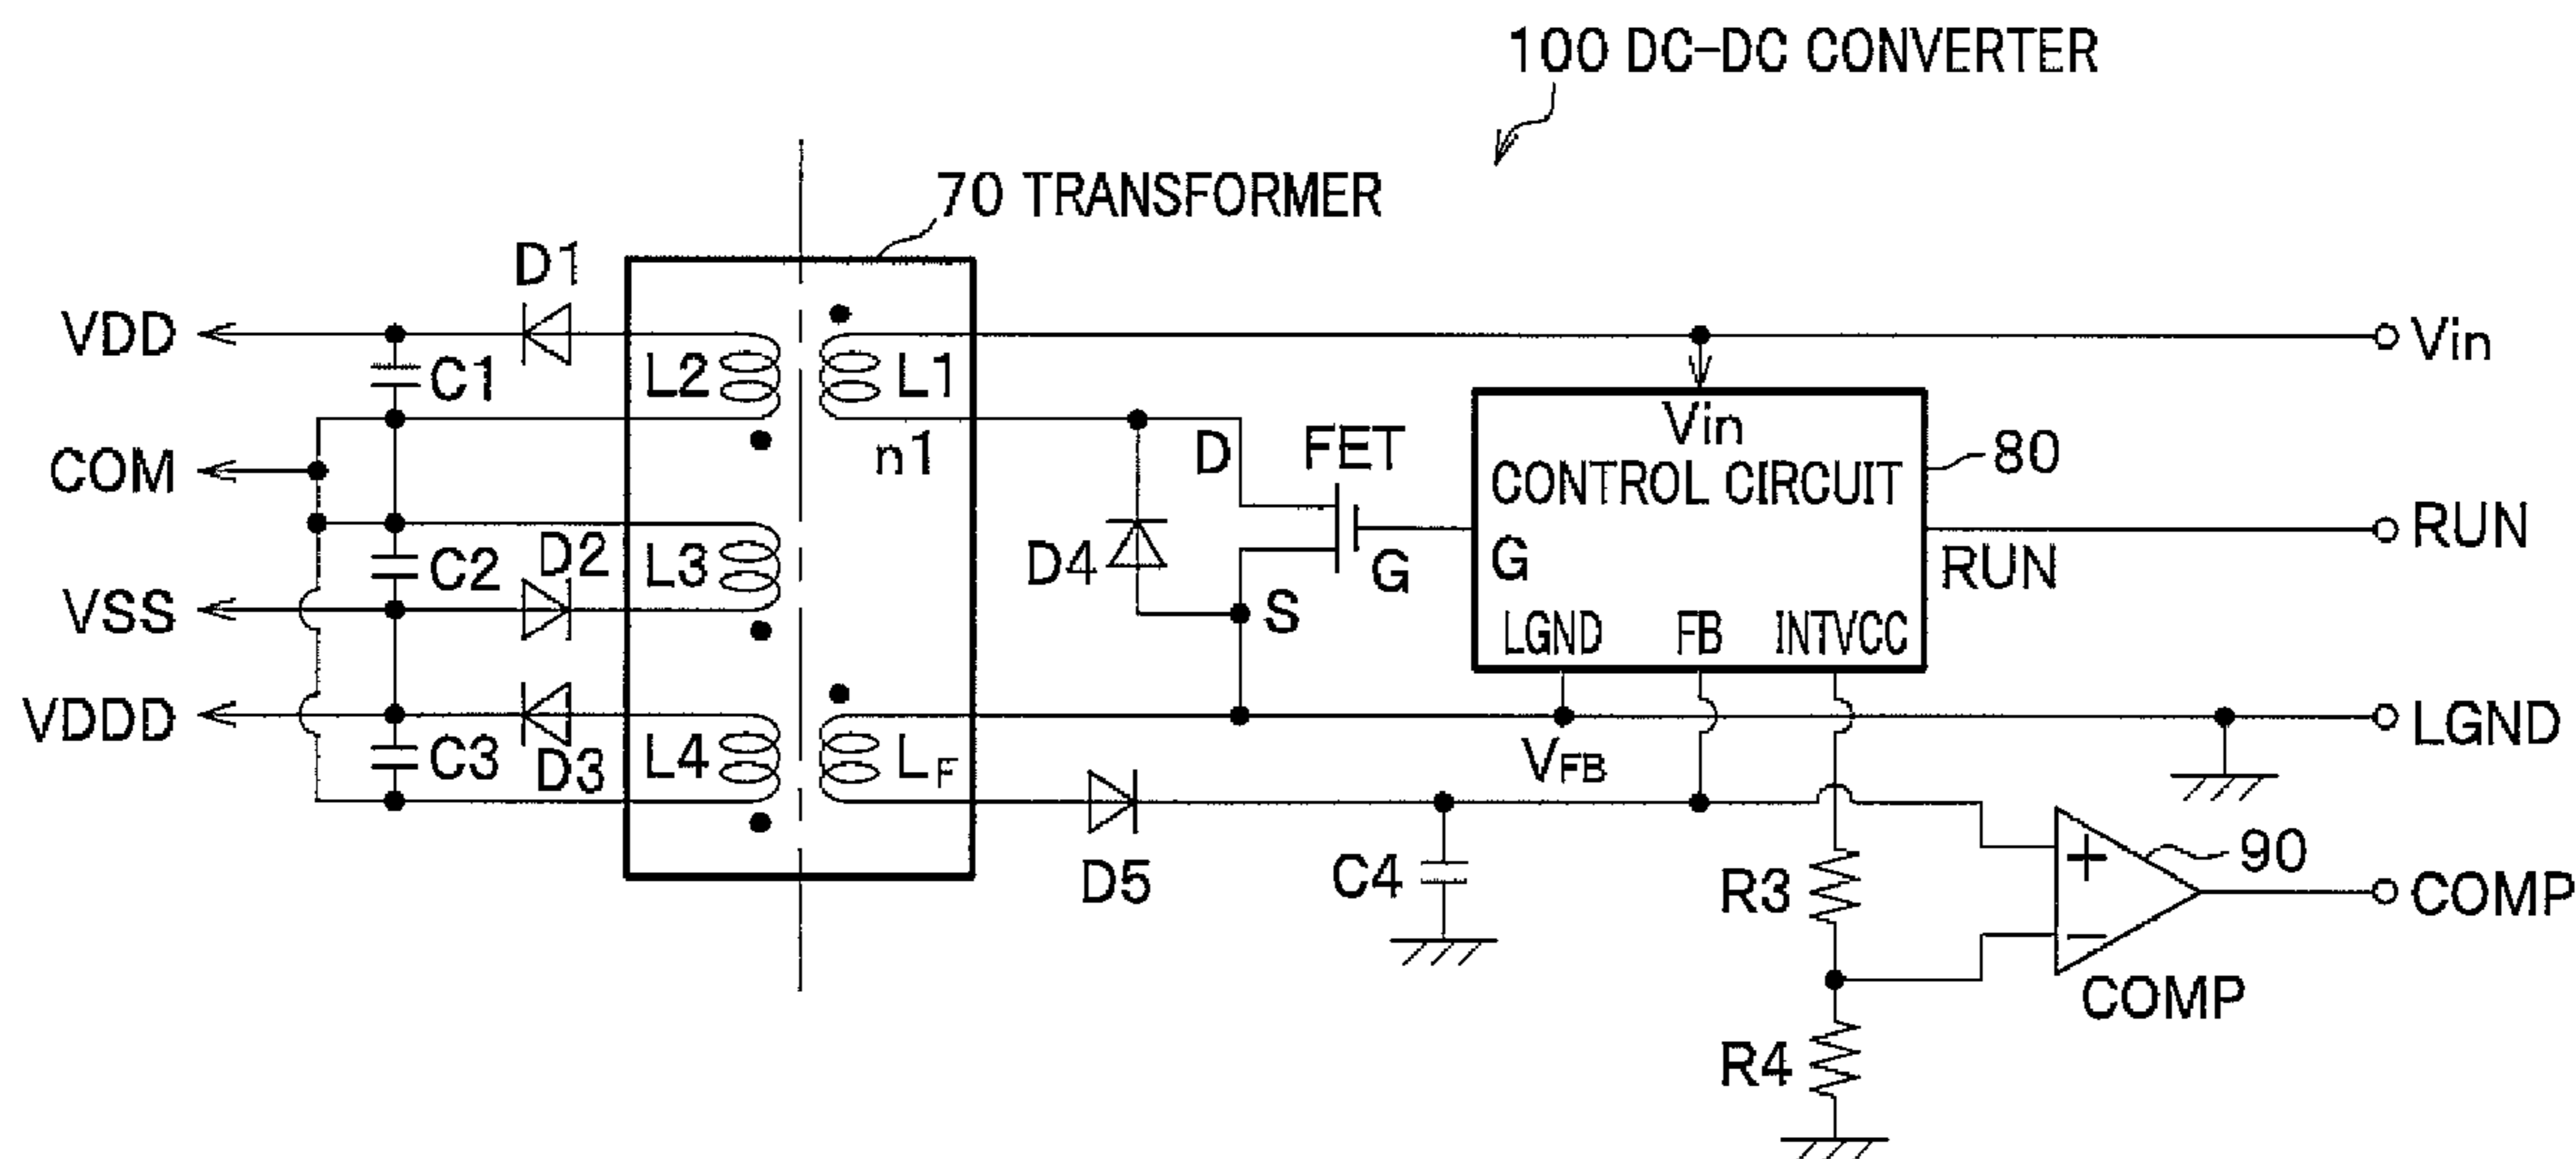 100 DC-DC CONVERTER
70 TRANSFORMER
D1
VDD
C1
L2
L1
n1
Vin
Vin
CONTROL CIRCUIT
80
COM
D
FET
G
G
RUN
RUN
C2
D2
L3
D4
S
VSS
LGND
FB
INTVCC
VDDD
C3
D3
L4
LF
VFB
LGND
D5
C4
R3
+
-
90
COMP
COMP
R4